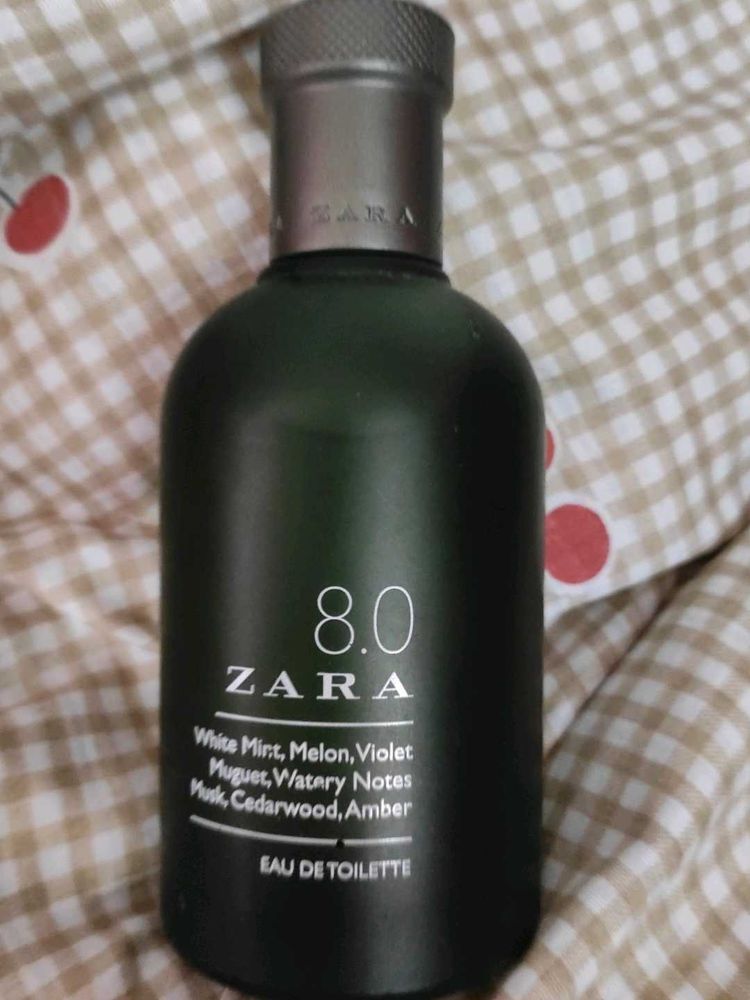 ZARA
8.0
ZARA
White Mint, Melon, Violet
Muguet, Watery Notes
Musk, Cedarwood, Amber
EAU DE TOILETTE